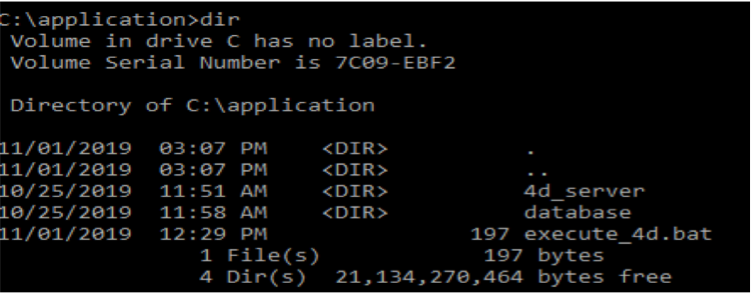 C:\application>dir
 Volume in drive C has no label.
 Volume Serial Number is 7C09-EBF2
 Directory of C:\application
11/01/2019  03:07 PM    <DIR>          .
11/01/2019  03:07 PM    <DIR>          ..
10/25/2019  11:51 AM    <DIR>          4d_server
10/25/2019  11:58 AM    <DIR>          database
11/01/2019  12:29 PM               197 execute_4d.bat
               1 File(s)            197 bytes
               4 Dir(s)  21,134,270,464 bytes free